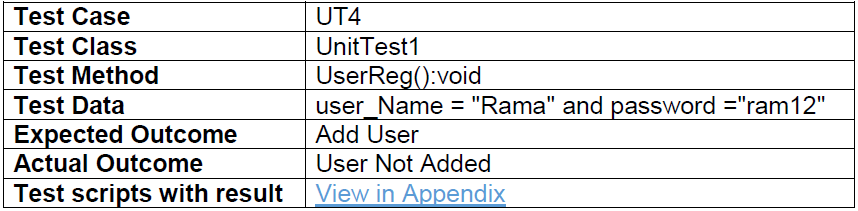 Test Case UT4
Test Class UnitTest1
Test Method UserReg():void
Test Data user_Name = "Rama" and password ="ram12"
Expected Outcome Add User
Actual Outcome User Not Added
Test scripts with result View in Appendix